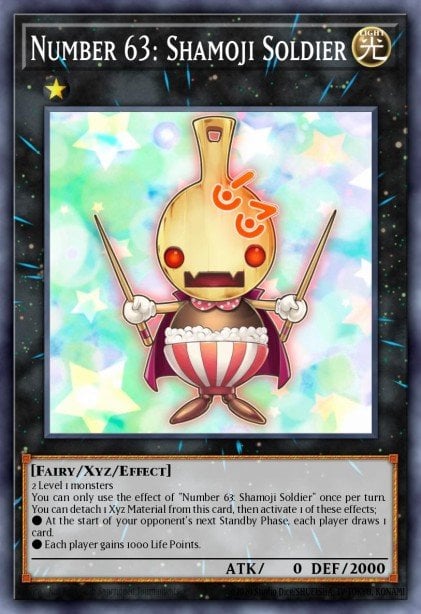 NUMBER 63: SHAMOJI SOLDIER
LIGHT
光
63
[FAIRY/XYZ/EFFECT]
2 Level 1 monsters
You can only use the effect of "Number 63: Shamoji Soldier" once per turn.
You can detach 1 Xyz Material from this card, then activate 1 of these effects;
● At the start of your opponent's next Standby Phase, each player draws 1
card.
● Each player gains 1000 Life Points.
ATK/ 0 DEF/2000